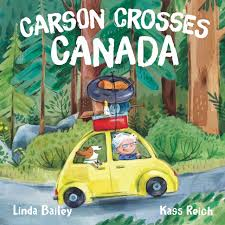 CARSON CROSSES
CANADA
Linda Bailey
Kass Reich